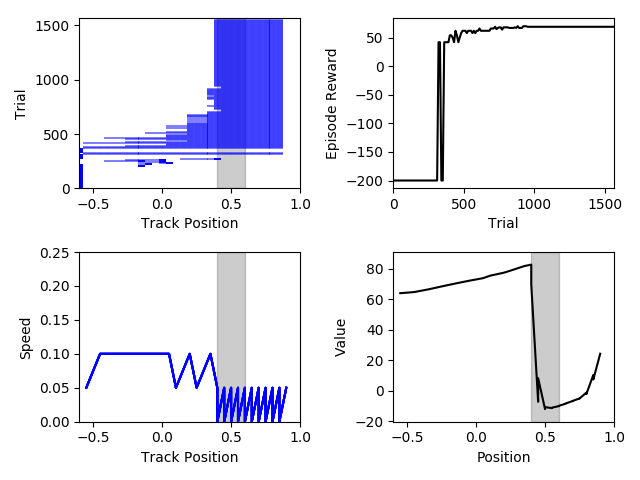 1500
1000
500
0
Trial
−0.5 0.0 0.5 1.0
Track Position
50
0
−50
−100
−150
−200
Episode Reward
0 500 1000 1500
Trial
0.25
0.20
0.15
0.10
0.05
0.00
Speed
−0.5 0.0 0.5 1.0
Track Position
80
60
40
20
0
−20
Value
−0.5 0.0 0.5 1.0
Position